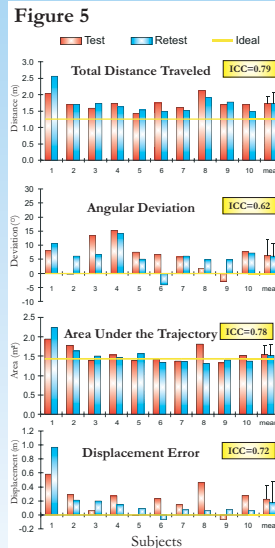 Figure 5
Test Retest Ideal
Total Distance Traveled
ICC=0.79
Distance (m)
3.0
2.5
2.0
1.5
1.0
0.5
0.0
1 2 3 4 5 6 7 8 9 10 mean
Angular Deviation
ICC=0.62
Deviation(°)
30
25
20
15
10
5
0
-5
-10
1 2 3 4 5 6 7 8 9 10 mean
Area Under the Trajectory
ICC=0.78
Area (m²)
2.5
2.0
1.5
1.0
0.5
0.0
1 2 3 4 5 6 7 8 9 10 mean
Displacement Error
ICC=0.72
Displacement (m)
1.2
1.0
0.8
0.6
0.4
0.2
0.0
-0.2
1 2 3 4 5 6 7 8 9 10 mean
Subjects